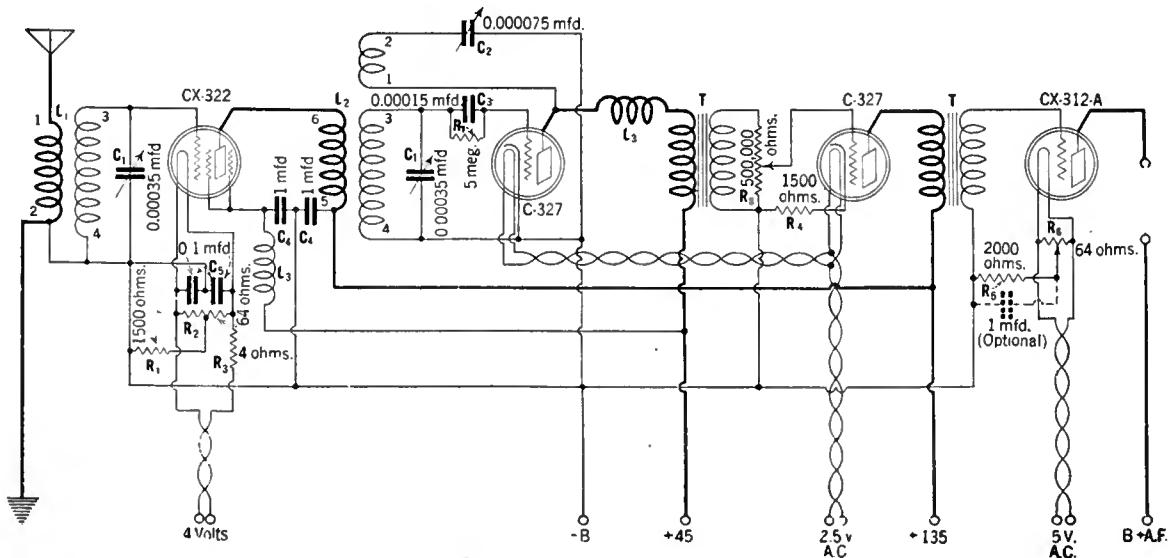 0.000075 mfd.
C2
2
1
CX-322
L1
1
2
3
4
C1
0.00035 mfd
L2
6
5
0.00015 mfd.
C3
5 meg.
3
4
C1
0.00035 mfd
C-327
L3
T
500,000 ohms.
C-327
1500 ohms.
R4
T
CX-312-A
R6
64 ohms.
2000 ohms.
1 mfd.
(Optional)
1 mfd
1 mfd
C4
C4
L3
0.1 mfd
C5
64 ohms.
R2
1500 ohms.
R1
R3
4 ohms.
4 Volts
-B
+45
2.5 v
A.C.
+135
5 V.
A.C.
B +A.F.